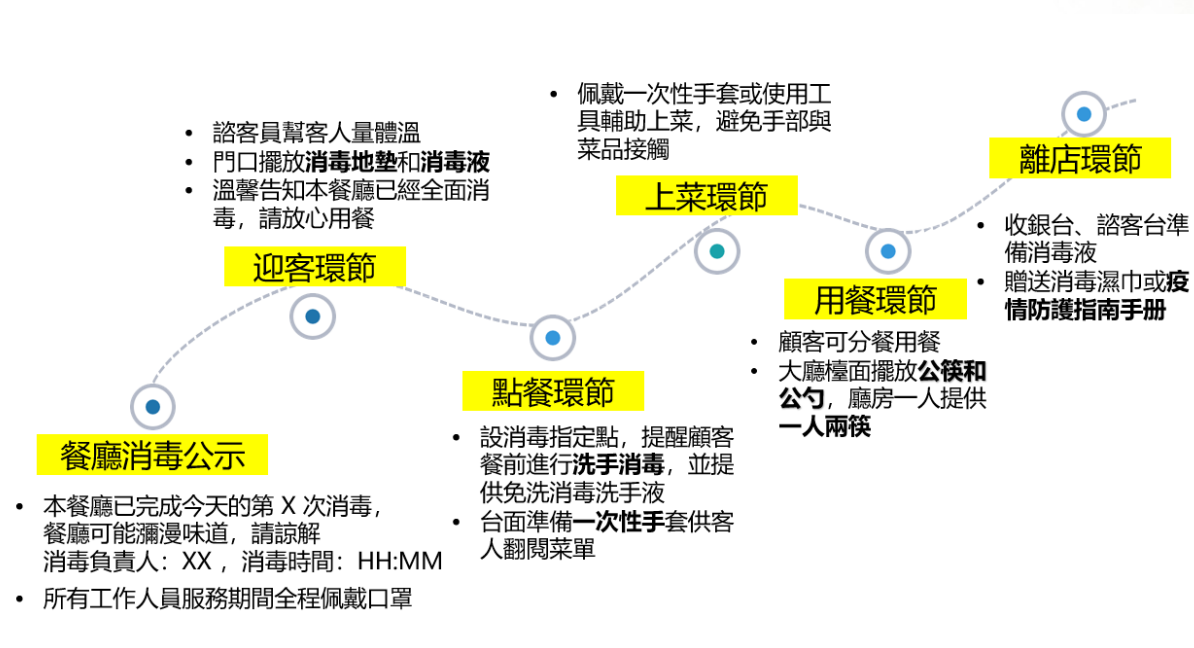 餐廳消毒公示
• 本餐廳已完成今天的第 X 次消毒，
餐廳可能瀰漫味道，請諒解
消毒負責人：XX ，消毒時間：HH:MM
• 所有工作人員服務期間全程佩戴口罩
• 諮客員幫客人量體溫
• 門口擺放消毒地墊和消毒液
• 溫馨告知本餐廳已經全面消
毒，請放心用餐
迎客環節
點餐環節
• 設消毒指定點，提醒顧客
餐前進行洗手消毒，並提
供免洗消毒洗手液
• 台面準備一次性手套供客
人翻閱菜單
• 佩戴一次性手套或使用工
具輔助上菜，避免手部與
菜品接觸
上菜環節
用餐環節
• 顧客可分餐用餐
• 大廳檯面擺放公筷和
公勺，廳房一人提供
一人兩筷
離店環節
• 收銀台、諮客台準
備消毒液
• 贈送消毒濕巾或疫
情防護指南手册